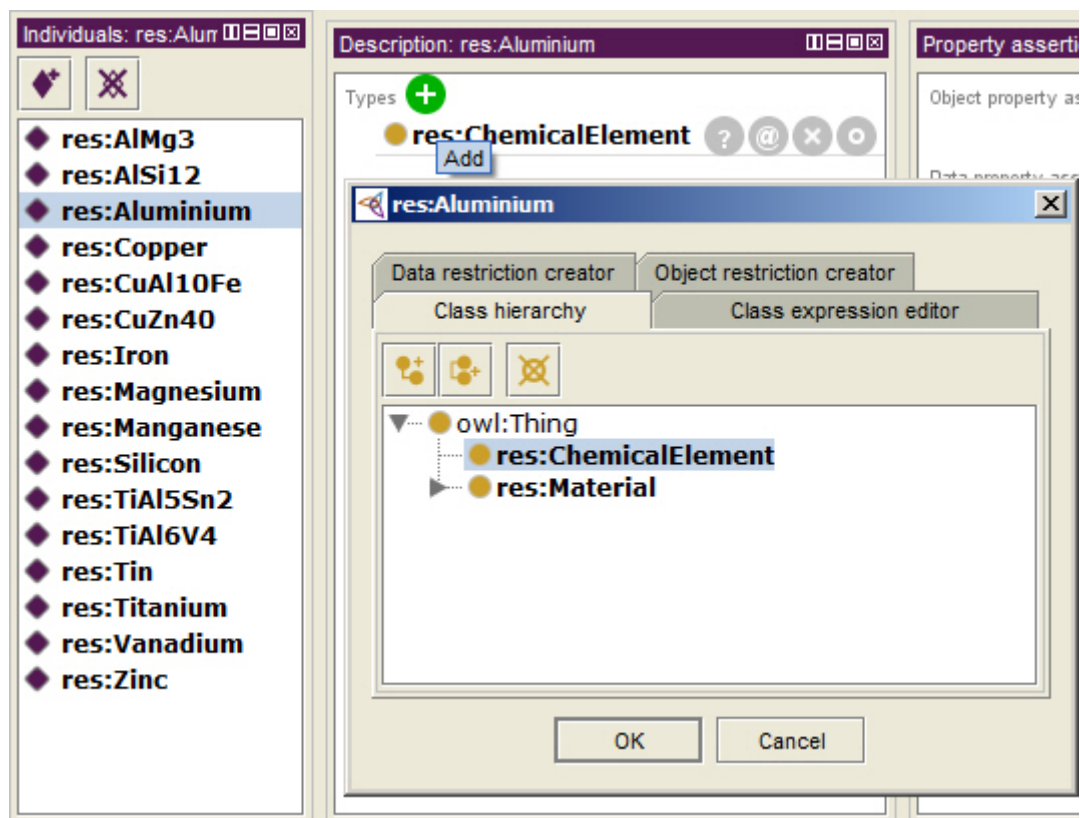 Individuals: res:Alum
res:AlMg3
res:AlSi12
res:Aluminium
res:Copper
res:CuAl10Fe
res:CuZn40
res:Iron
res:Magnesium
res:Manganese
res:Silicon
res:TiAl5Sn2
res:TiAl6V4
res:Tin
res:Titanium
res:Vanadium
res:Zinc
Description: res:Aluminium
Types
res:ChemicalElement
Add
Property asserti
Object property as
Data property asse
res:Aluminium
Data restriction creator Object restriction creator
Class hierarchy Class expression editor
owl:Thing
res:ChemicalElement
res:Material
OK Cancel